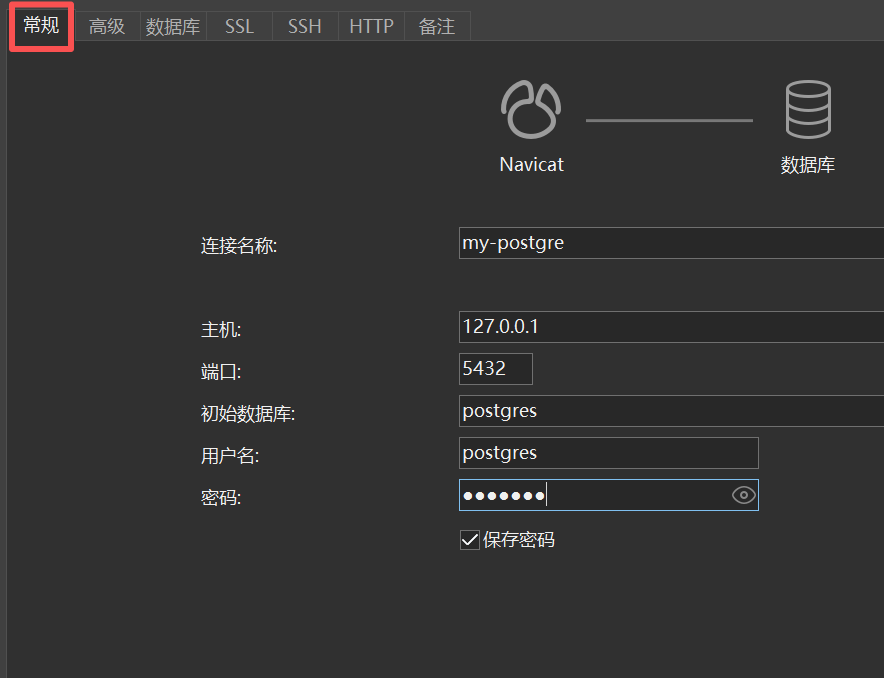 常规 高级 数据库 SSL SSH HTTP 备注
Navicat 数据库
连接名称: my-postgre
主机: 127.0.0.1
端口: 5432
初始数据库: postgres
用户名: postgres
密码: ●●●●●●●
保存密码